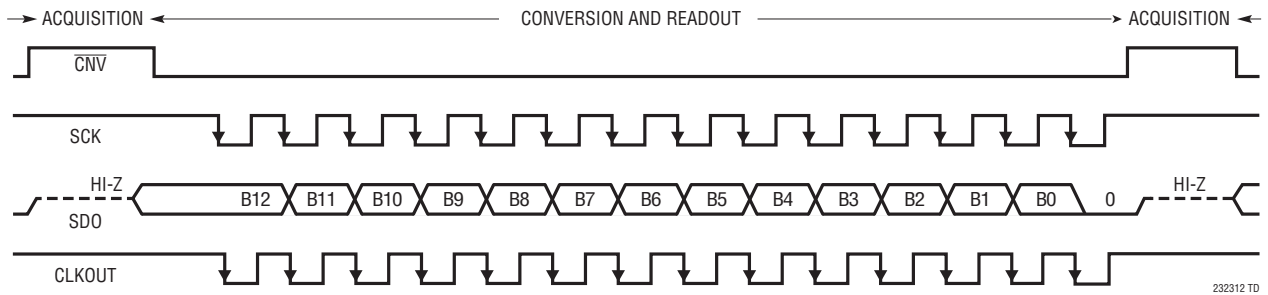 ACQUISITION CONVERSION AND READOUT ACQUISITION
CNV
SCK
HI-Z B12 B11 B10 B9 B8 B7 B6 B5 B4 B3 B2 B1 B0 0 HI-Z
SDO
CLKOUT
232312 TD